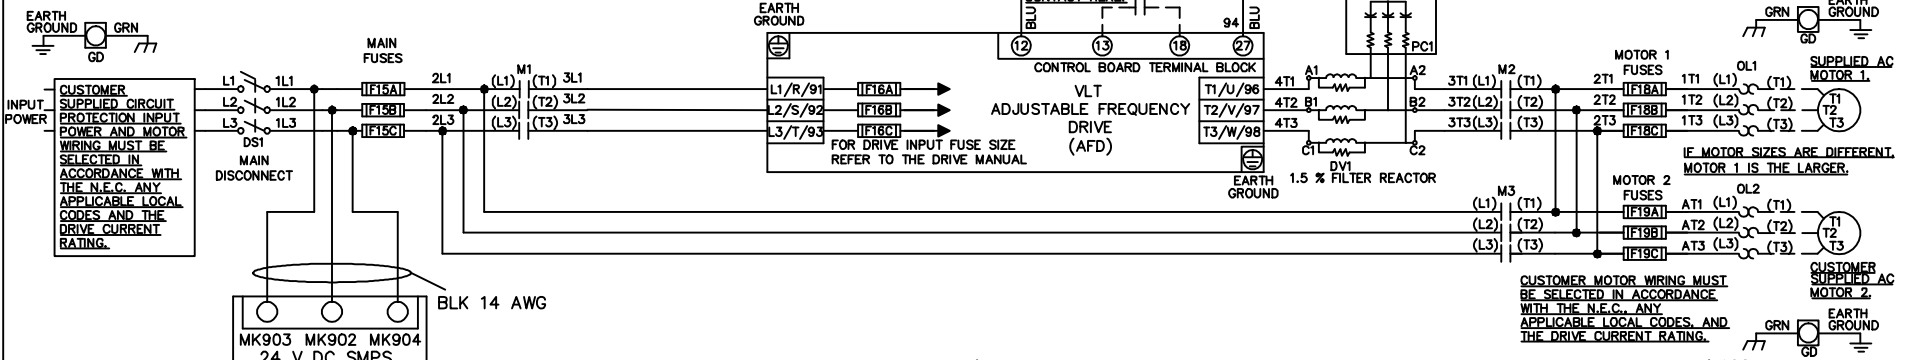 EARTH
GROUND
GRN
GD
INPUT
POWER
CUSTOMER
SUPPLIED CIRCUIT
PROTECTION INPUT
POWER AND MOTOR
WIRING MUST BE
SELECTED IN
ACCORDANCE WITH
THE N.E.C. ANY
APPLICABLE LOCAL
CODES AND THE
DRIVE CURRENT
RATING.
L1
L2
L3
1L1
1L2
1L3
DS1
MAIN
DISCONNECT
MAIN
FUSES
F15A
F15B
F15C
2L1
2L2
2L3
M1
(L1) (T1) 3L1
(L2) (T2) 3L2
(L3) (T3) 3L3
BLK 14 AWG
MK903 MK902 MK904
24 V DC SMPS
EARTH
GROUND
L1/R/91
L2/S/92
L3/T/93
F16A
F16B
F16C
FOR DRIVE INPUT FUSE SIZE
REFER TO THE DRIVE MANUAL
BLU
94
BLU
12
13
18
27
CONTROL BOARD TERMINAL BLOCK
VLT
ADJUSTABLE FREQUENCY
DRIVE
(AFD)
T1/U/96
T2/V/97
T3/W/98
EARTH
GROUND
4T1
4T2
4T3
A1
B1
C1
A2
B2
C2
PC1
DV1
1.5 % FILTER REACTOR
M2
3T1 (L1) (T1)
3T2(L2) (T2)
3T3(L3) (T3)
M3
(L1) (T1)
(L2) (T2)
(L3) (T3)
MOTOR 1
FUSES
2T1
2T2
2T3
F18A
F18B
F18C
1T1 (L1)
1T2 (L2)
1T3 (L3)
OL1
(T1)
(T2)
(T3)
GRN
EARTH
GROUND
GD
SUPPLIED AC
MOTOR 1.
T1
T2
T3
IF MOTOR SIZES ARE DIFFERENT,
MOTOR 1 IS THE LARGER.
MOTOR 2
FUSES
F19A
F19B
F19C
AT1 (L1)
AT2 (L2)
AT3 (L3)
OL2
(T1)
(T2)
(T3)
T1
T2
T3
CUSTOMER
SUPPLIED AC
MOTOR 2.
CUSTOMER MOTOR WIRING MUST
BE SELECTED IN ACCORDANCE
WITH THE N.E.C., ANY
APPLICABLE LOCAL CODES, AND
THE DRIVE CURRENT RATING.
GRN
EARTH
GROUND
GD